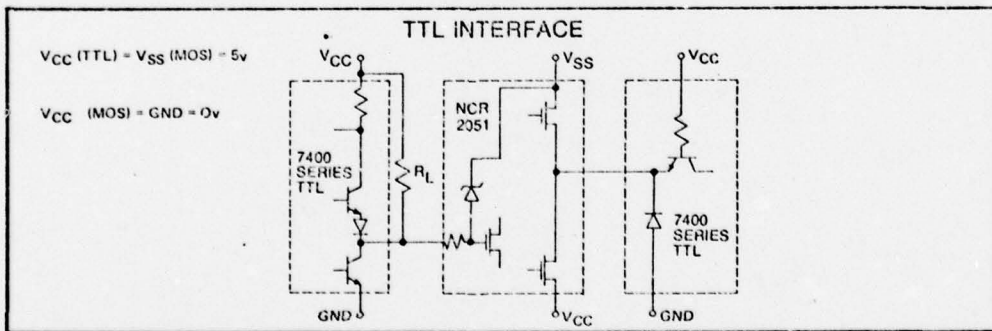 TTL INTERFACE
VCC (TTL) = VSS (MOS) = 5v
VCC (MOS) = GND = 0v
VCC
VSS
VCC
NCR
2051
7400
SERIES
TTL
RL
7400
SERIES
TTL
GND
VCC
GND